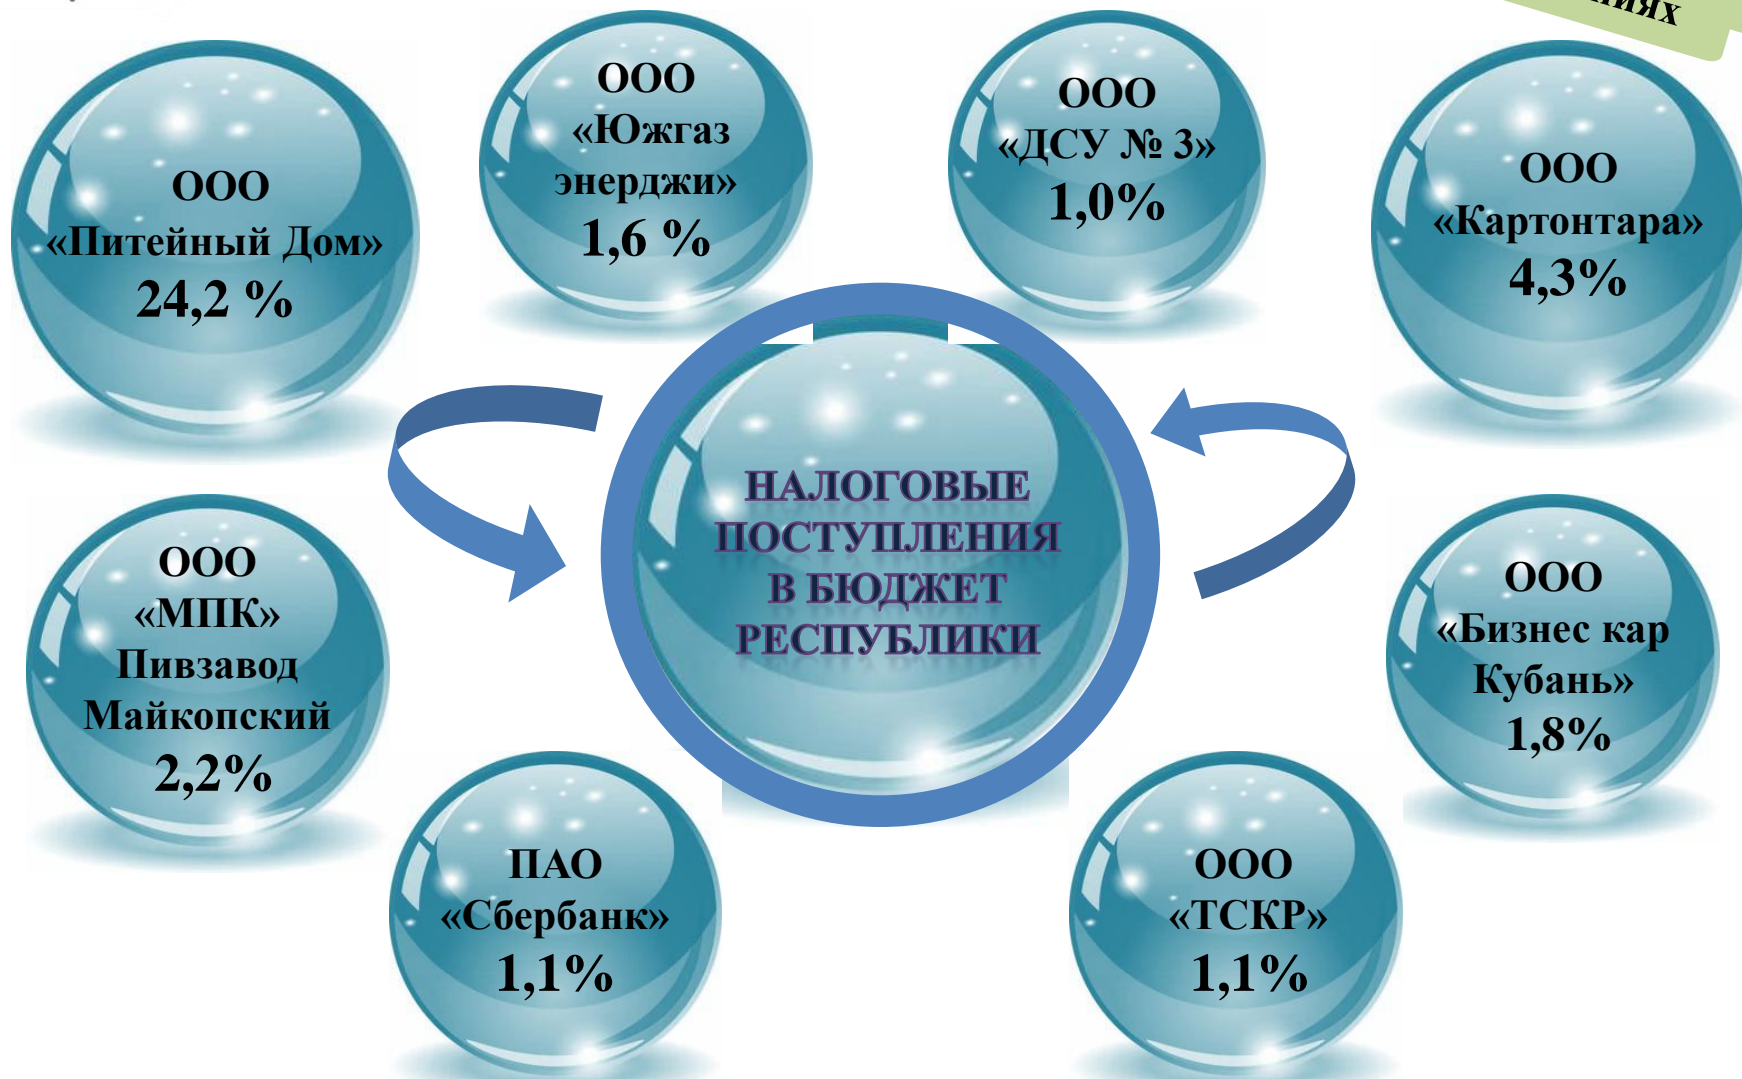 ООО
«Питейный Дом»
24,2 %
ООО
«Южгаз
энерджи»
1,6 %
ООО
«ДСУ № 3»
1,0%
ООО
«Картонтара»
4,3%
НАЛОГОВЫЕ
ПОСТУПЛЕНИЯ
В БЮДЖЕТ
РЕСПУБЛИКИ
ООО
«МПК»
Пивзавод
Майкопский
2,2%
ООО
«Бизнес кар
Кубань»
1,8%
ПАО
«Сбербанк»
1,1%
ООО
«ТСКР»
1,1%